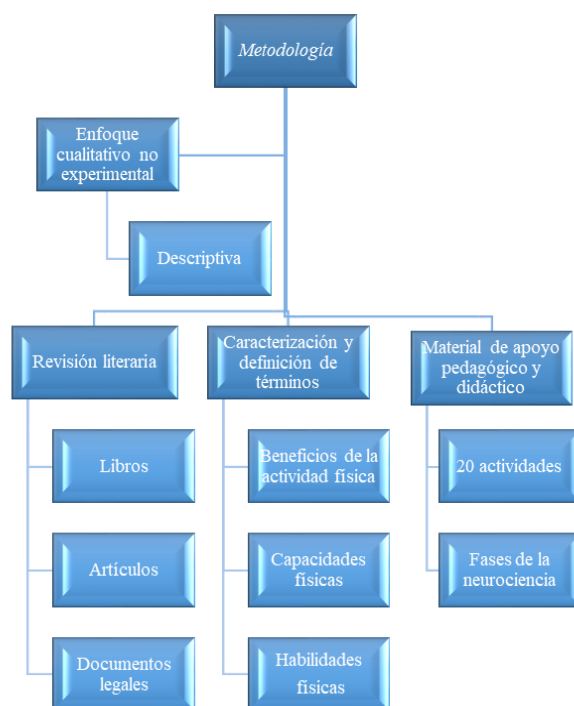 Metodología
Enfoque
cualitativo no
experimental
Descriptiva
Revisión literaria
Libros
Artículos
Documentos
legales
Caracterización y
definición de
términos
Beneficios de la
actividad física
Capacidades
físicas
Habilidades
físicas
Material de apoyo
pedagógico y
didáctico
20 actividades
Fases de la
neurociencia